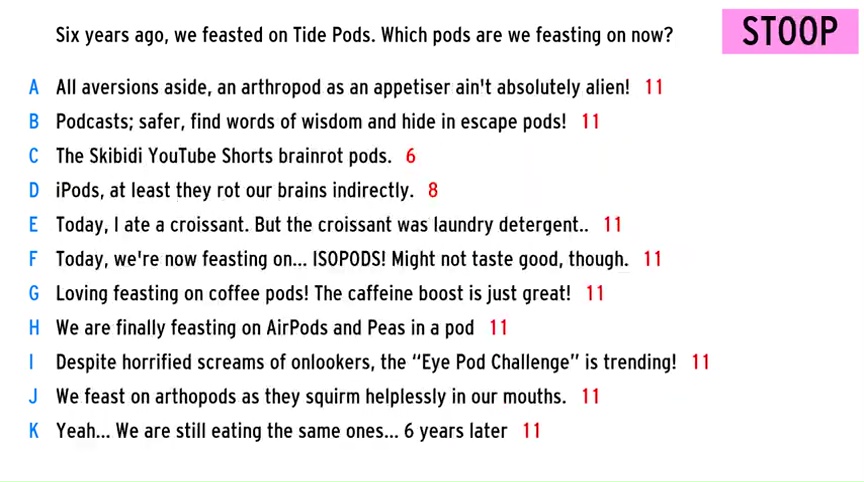 Six years ago, we feasted on Tide Pods. Which pods are we feasting on now?
STOOP
A All aversions aside, an arthropod as an appetiser ain't absolutely alien! 11
B Podcasts; safer, find words of wisdom and hide in escape pods! 11
C The Skibidi YouTube Shorts brainrot pods. 6
D iPods, at least they rot our brains indirectly. 8
E Today, I ate a croissant. But the croissant was laundry detergent.. 11
F Today, we're now feasting on... ISOPODS! Might not taste good, though. 11
G Loving feasting on coffee pods! The caffeine boost is just great! 11
H We are finally feasting on AirPods and Peas in a pod 11
I Despite horrified screams of onlookers, the “Eye Pod Challenge” is trending! 11
J We feast on arthopods as they squirm helplessly in our mouths. 11
K Yeah... We are still eating the same ones... 6 years later 11